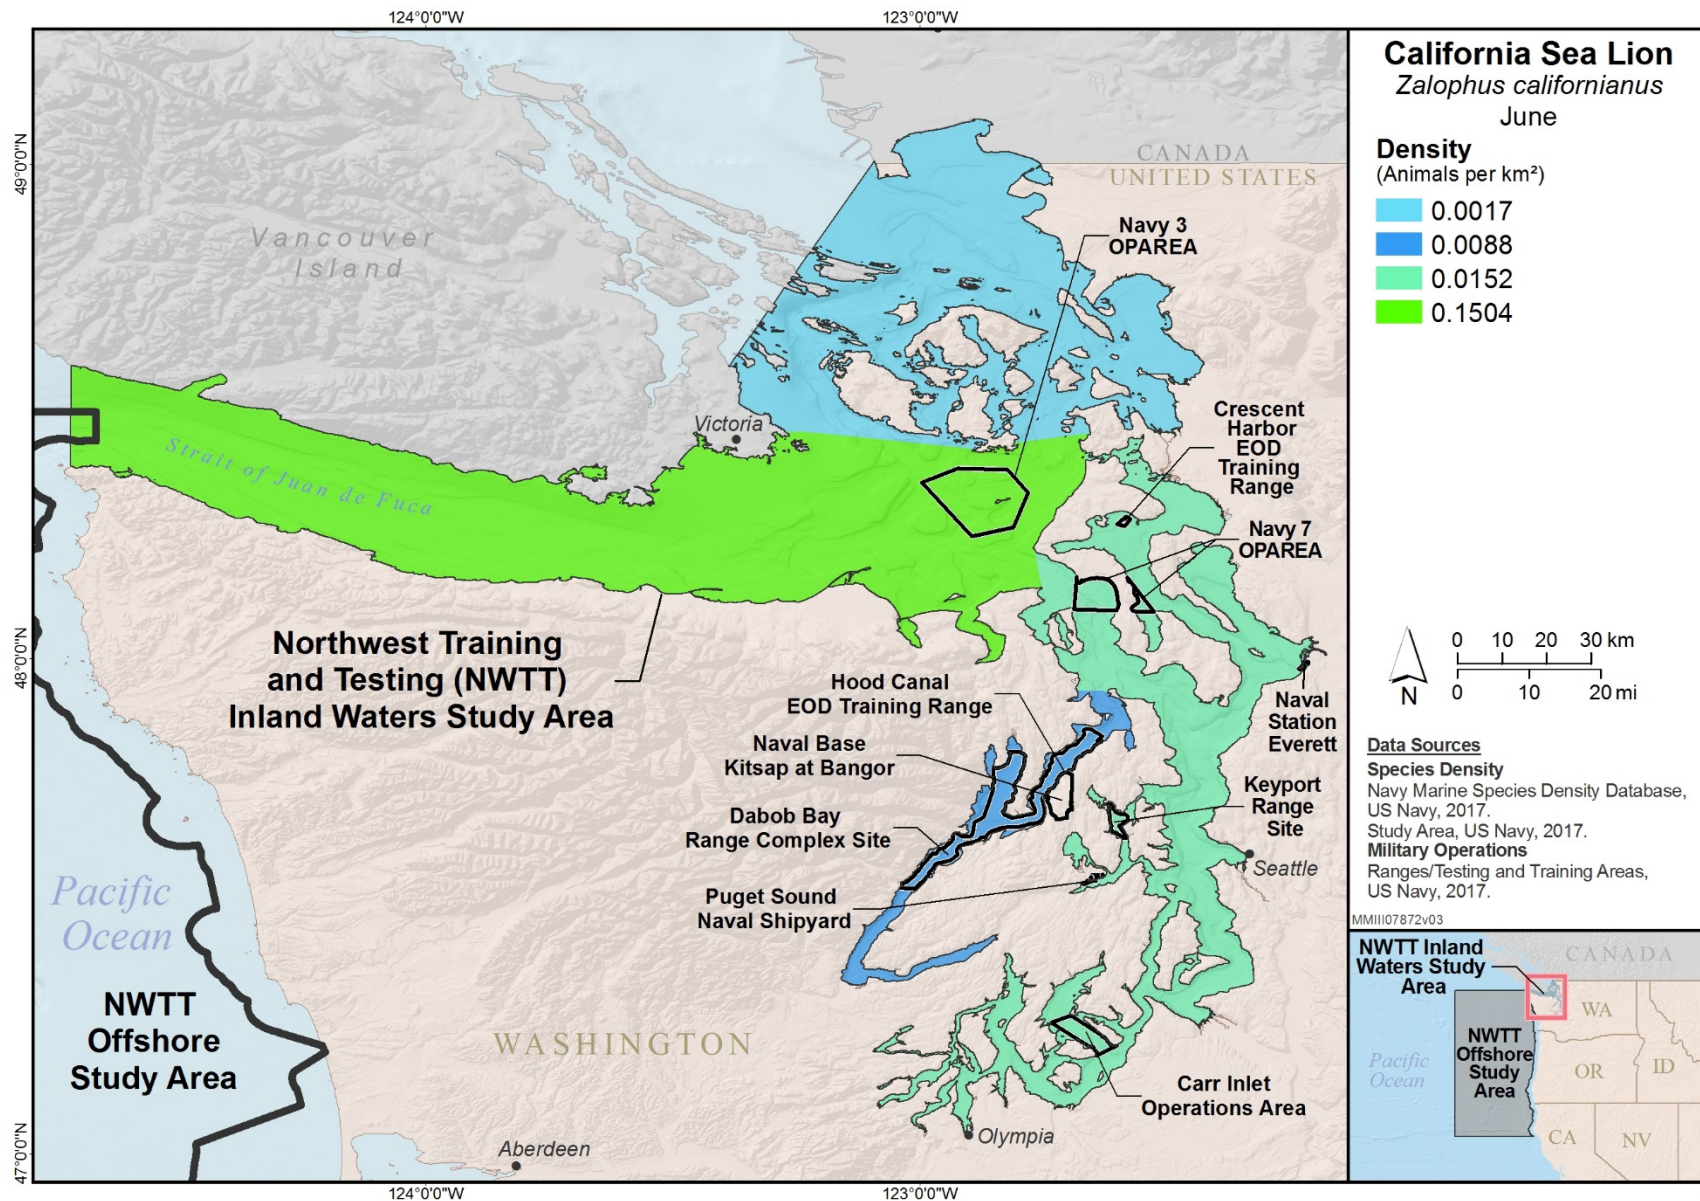 124°0'0"W
123°0'0"W
49°0'0"N
48°0'0"N
47°0'0"N
CANADA
UNITED STATES
Vancouver
Island
Navy 3
OPAREA
Victoria
Strait of Juan de Fuca
Crescent
Harbor
EOD
Training
Range
Navy 7
OPAREA
Northwest Training
and Testing (NWTT)
Inland Waters Study Area
Hood Canal
EOD Training Range
Naval
Station
Everett
Naval Base
Kitsap at Bangor
Keyport
Range
Site
Dabob Bay
Range Complex Site
Seattle
Puget Sound
Naval Shipyard
Pacific
Ocean
NWTT
Offshore
Study Area
WASHINGTON
Carr Inlet
Operations Area
Olympia
Aberdeen
124°0'0"W
123°0'0"W
California Sea Lion
Zalophus californianus
June
Density
(Animals per km²)
0.0017
0.0088
0.0152
0.1504
N
0 10 20 30 km
0 10 20 mi
Data Sources
Species Density
Navy Marine Species Density Database,
US Navy, 2017.
Study Area, US Navy, 2017.
Military Operations
Ranges/Testing and Training Areas,
US Navy, 2017.
MMIII07872v03
NWTT Inland
Waters Study
Area
CANADA
WA
NWTT
Offshore
Study
Area
Pacific
Ocean
OR
ID
CA
NV